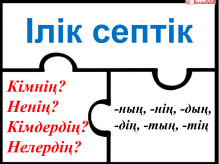 Ілік септік
Кімнің?
Ненің?
Кімдердің?
Нелердің?
-ның, -нің, -дың,
-дің, -тың, -тің